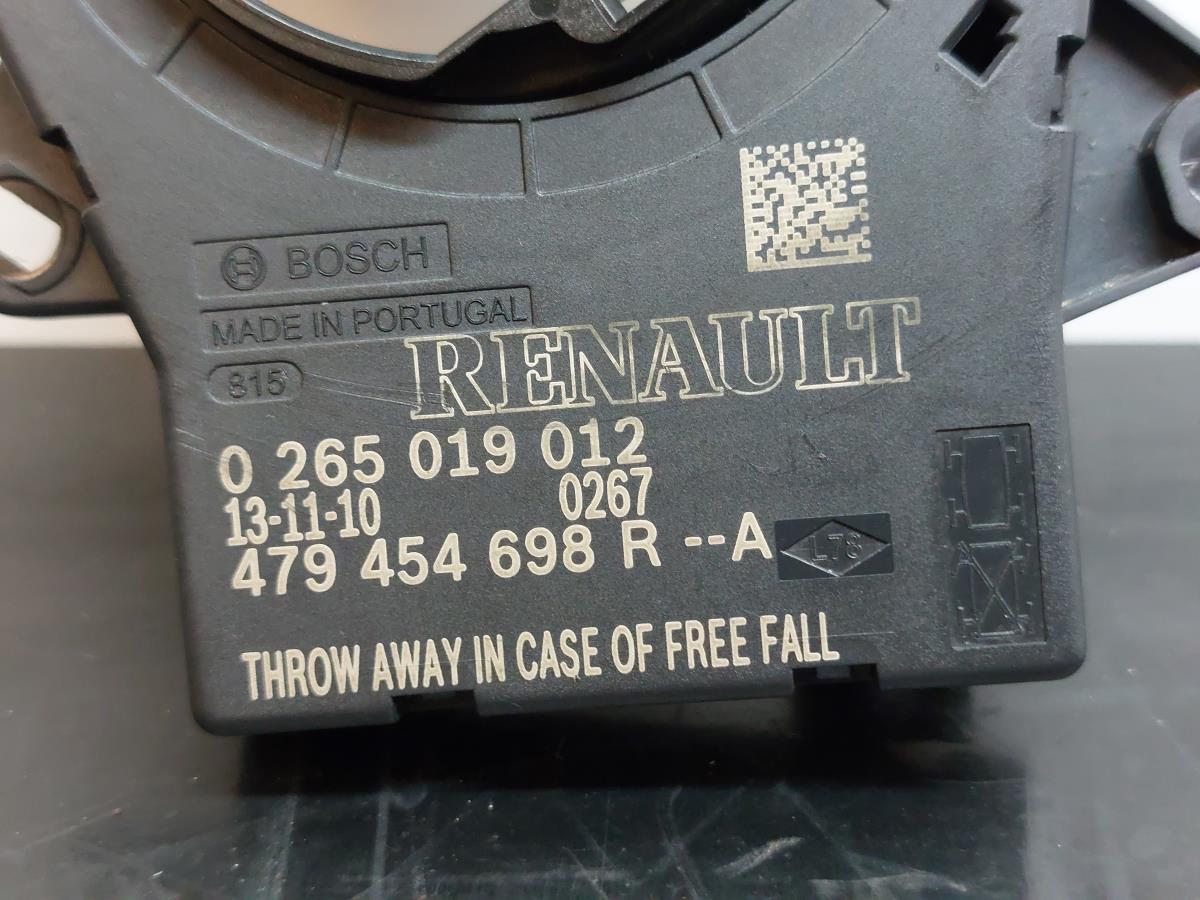 BOSCH
MADE IN PORTUGAL
815
RENAULT
0 265 019 012
13-11-10 0267
479 454 698 R --A
L78
THROW AWAY IN CASE OF FREE FALL